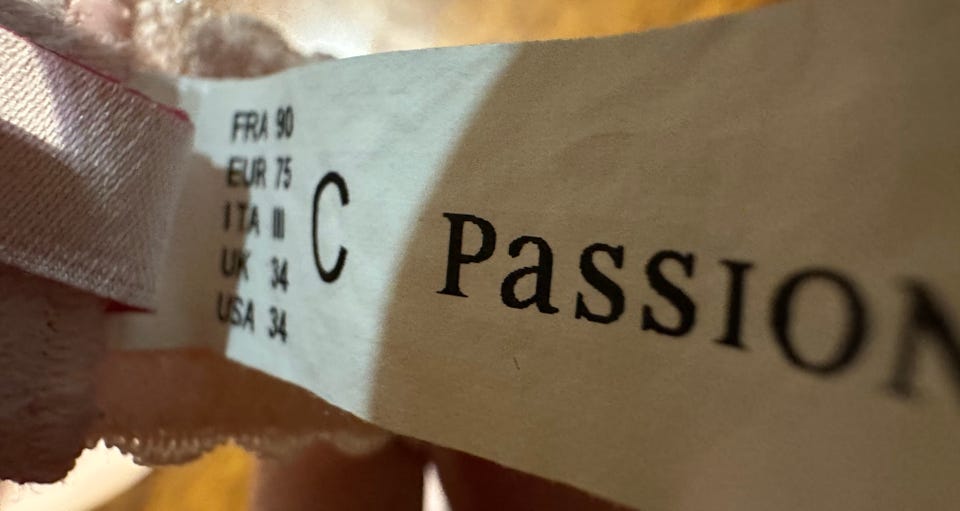 FRA 90
EUR 75
ITA III
UK 34
USA 34
C
Passion